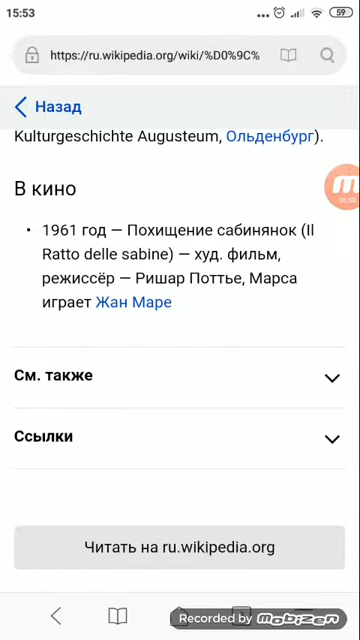 15:53
59
https://ru.wikipedia.org/wiki/%D0%9C%
Назад
Kulturgeschichte Augusteum, Ольденбург).
В кино
• 1961 год — Похищение сабинянок (Il
Ratto delle sabine) — худ. фильм,
режиссёр — Ришар Поттье, Марса
играет Жан Маре
См. также
Ссылки
Читать на ru.wikipedia.org
Recorded by mobizen